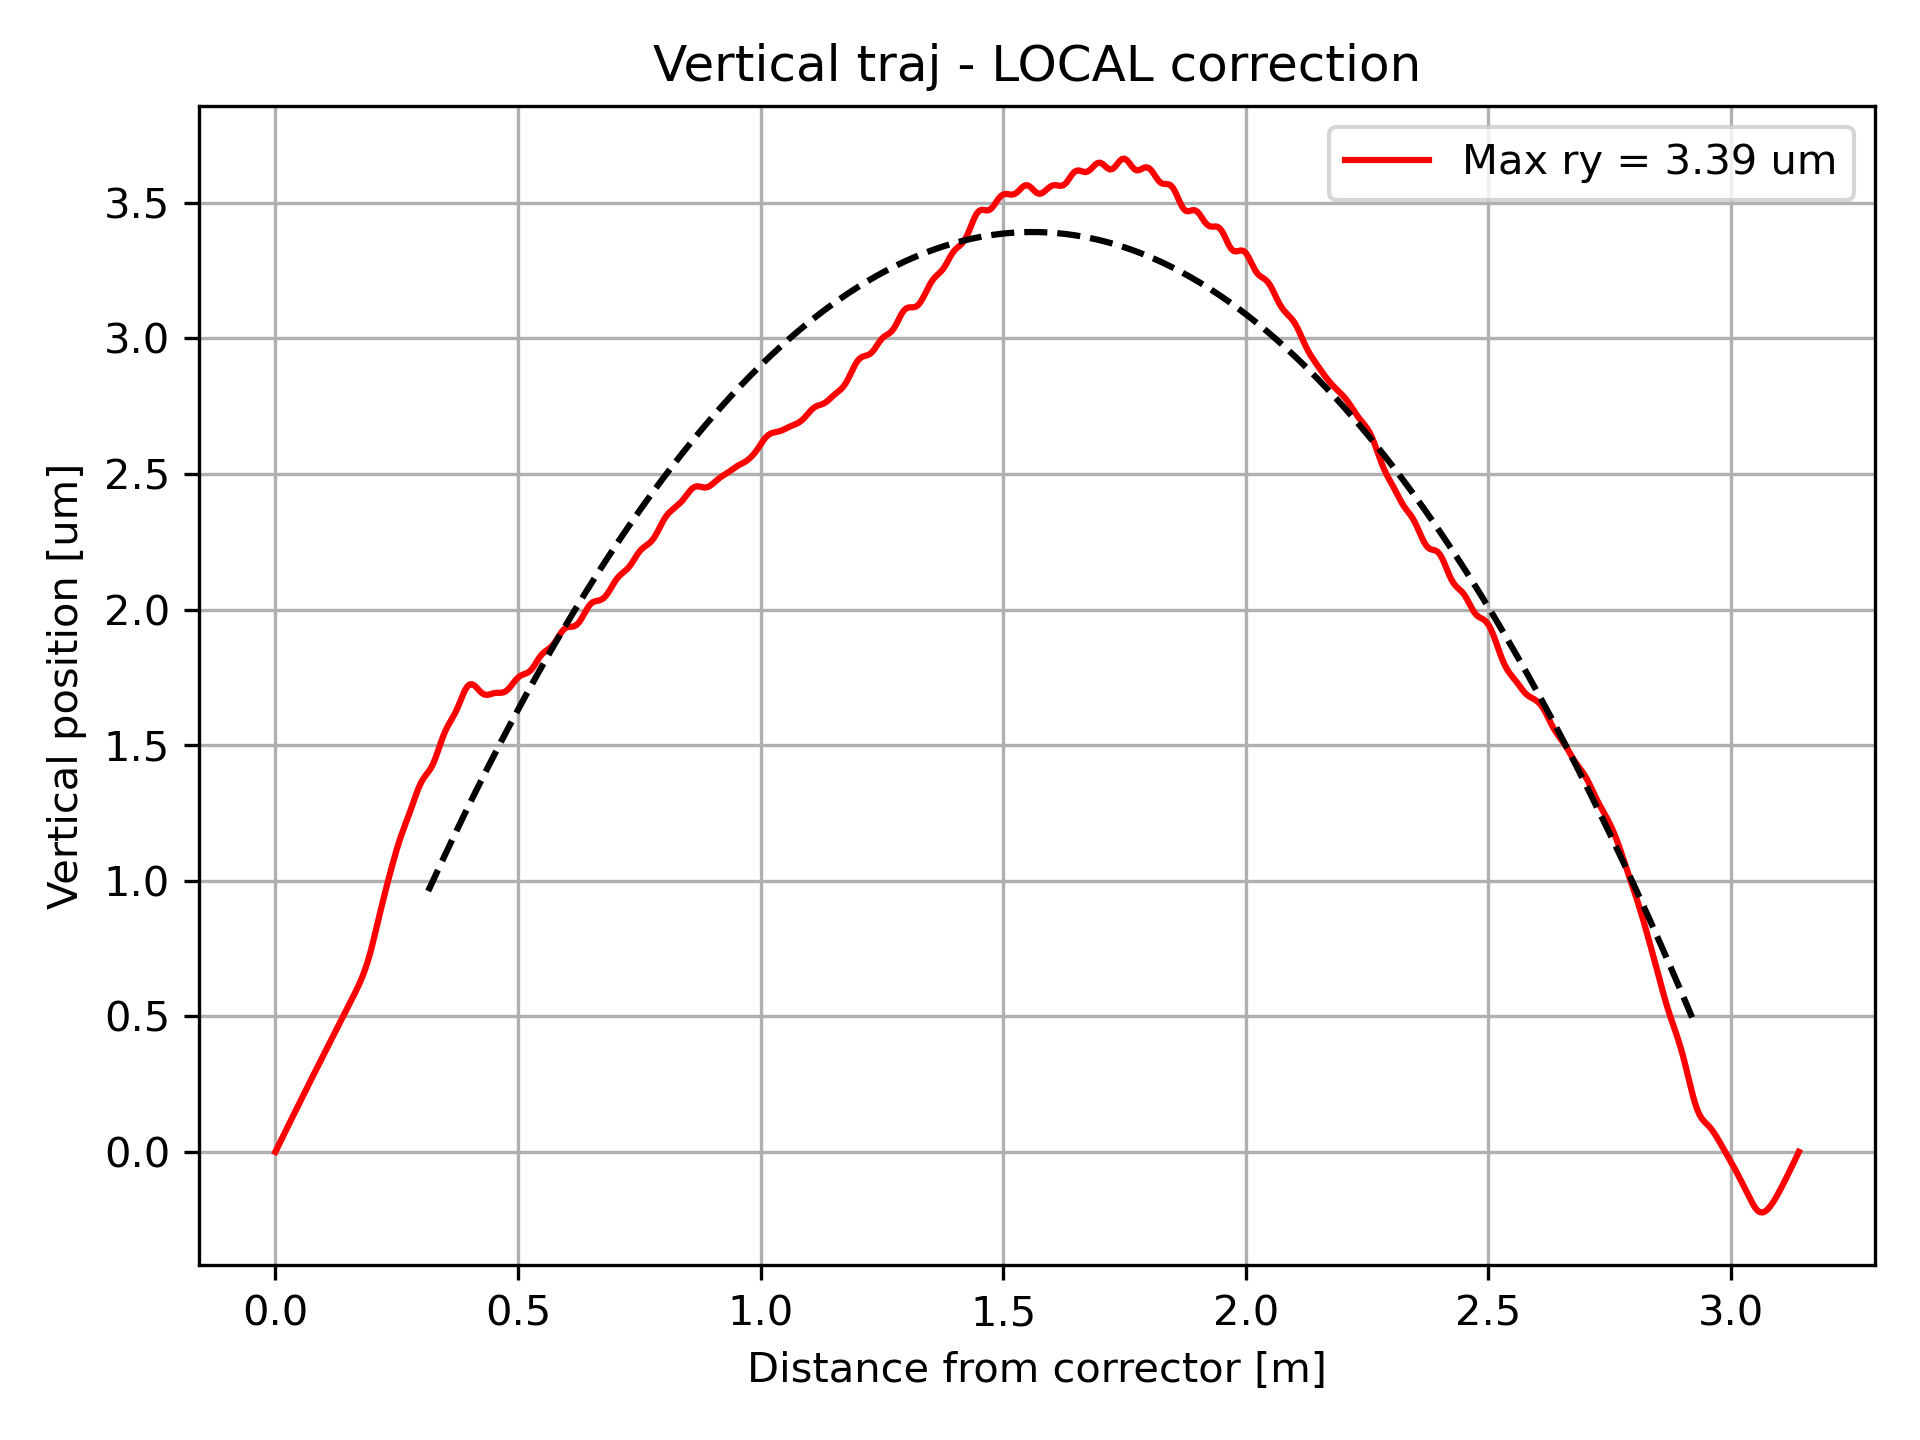 Vertical traj - LOCAL correction
Max ry = 3.39 um
Vertical position [um]
3.5
3.0
2.5
2.0
1.5
1.0
0.5
0.0
0.0 0.5 1.0 1.5 2.0 2.5 3.0
Distance from corrector [m]